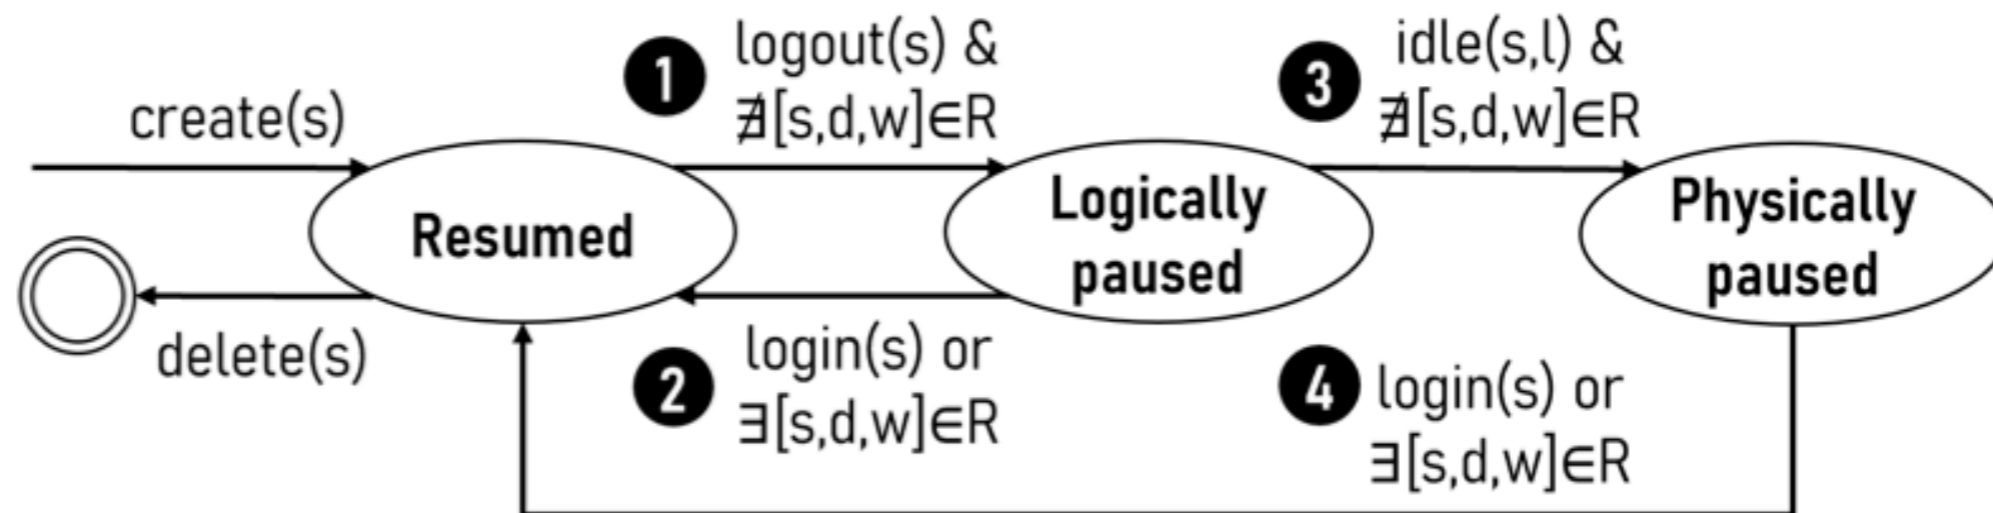 create(s)
1
logout(s) &
∄[s,d,w]∈R
3
idle(s,l) &
∄[s,d,w]∈R
Resumed
Logically
paused
Physically
paused
delete(s)
2
login(s) or
∃[s,d,w]∈R
4
login(s) or
∃[s,d,w]∈R